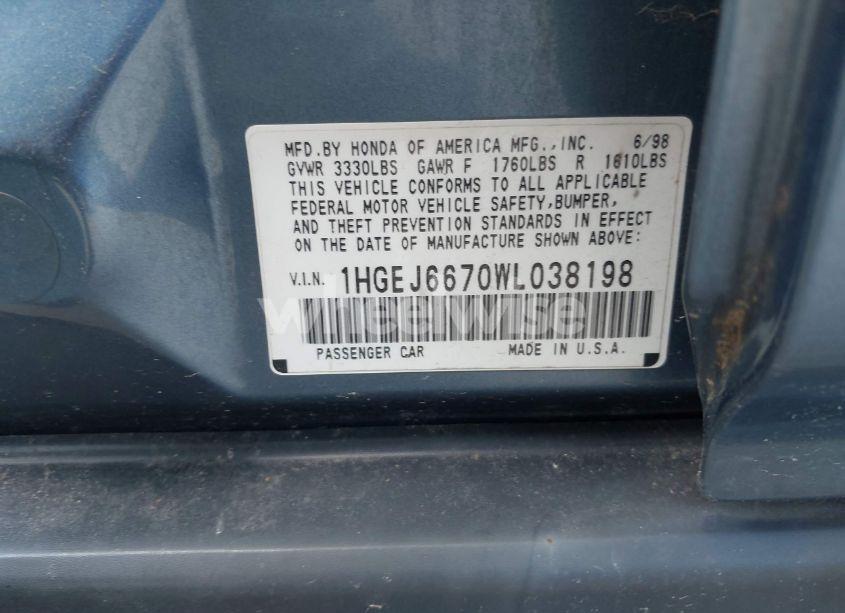 MFD.BY HONDA OF AMERICA MFG.,INC. 6/98
GVWR 3330LBS GAWR F 1760LBS R 1610LBS
THIS VEHICLE CONFORMS TO ALL APPLICABLE
FEDERAL MOTOR VEHICLE SAFETY,BUMPER,
AND THEFT PREVENTION STANDARDS IN EFFECT
ON THE DATE OF MANUFACTURE SHOWN ABOVE:
V.I.N. 1HGEJ6670WL038198
wheelwise
PASSENGER CAR MADE IN U.S.A.